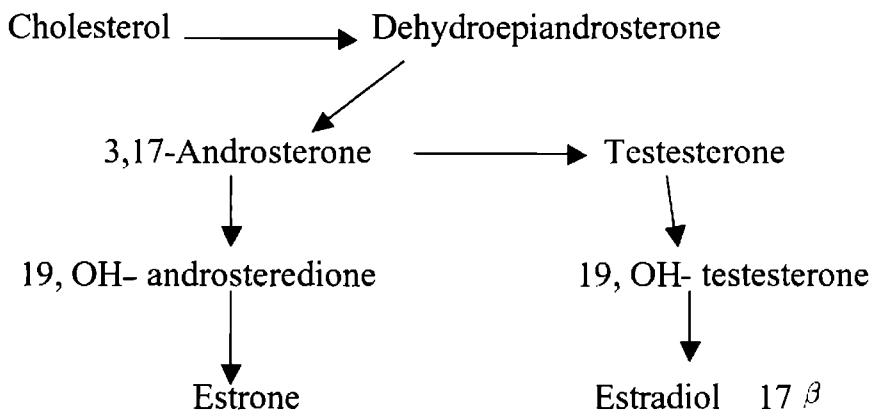 Cholesterol Dehydroepiandrosterone
3,17-Androsterone Testesterone
19, OH– androsteredione 19, OH- testesterone
Estrone Estradiol 17 β